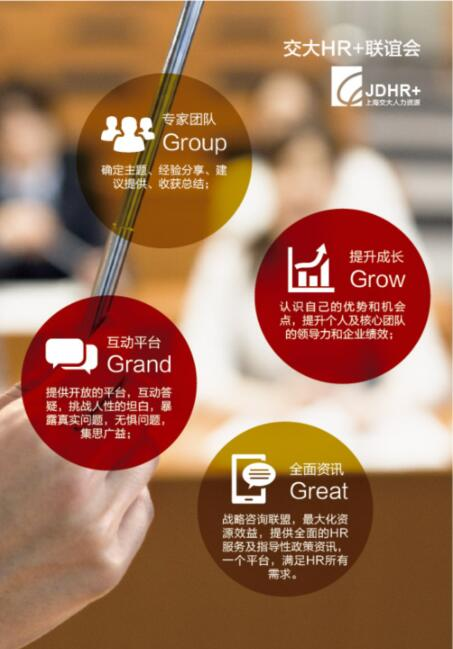 交大HR+联谊会
JDHR+
上海交大人力资源
专家团队
Group
确定主题、经验分享、建
议提供、收获总结；
提升成长
Grow
认识自己的优势和机会
点，提升个人及核心团队
的领导力和企业绩效；
互动平台
Grand
提供开放的平台，互动答
疑，挑战人性的坦白，暴
露真实问题，无惧问题，
集思广益；
全面资讯
Great
战略咨询联盟，最大化资
源效益，提供全面的HR
服务及指导性政策资讯，
一个平台，满足HR所有
需求。